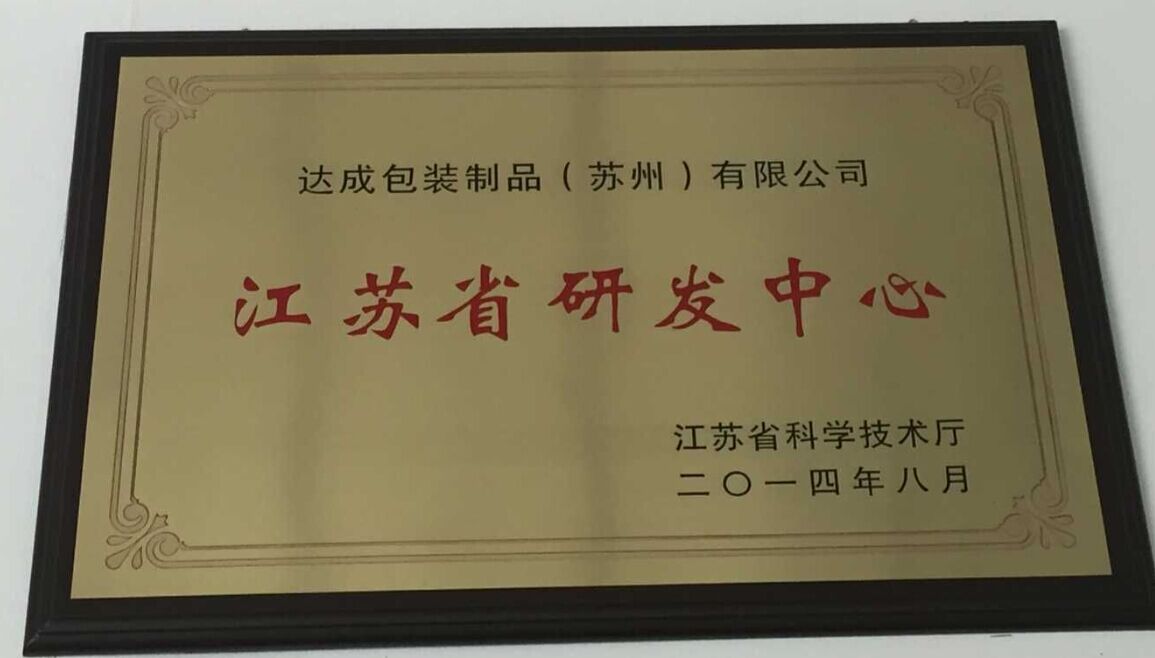 达成包装制品（苏州）有限公司
江苏省研发中心
江苏省科学技术厅
二〇一四年八月